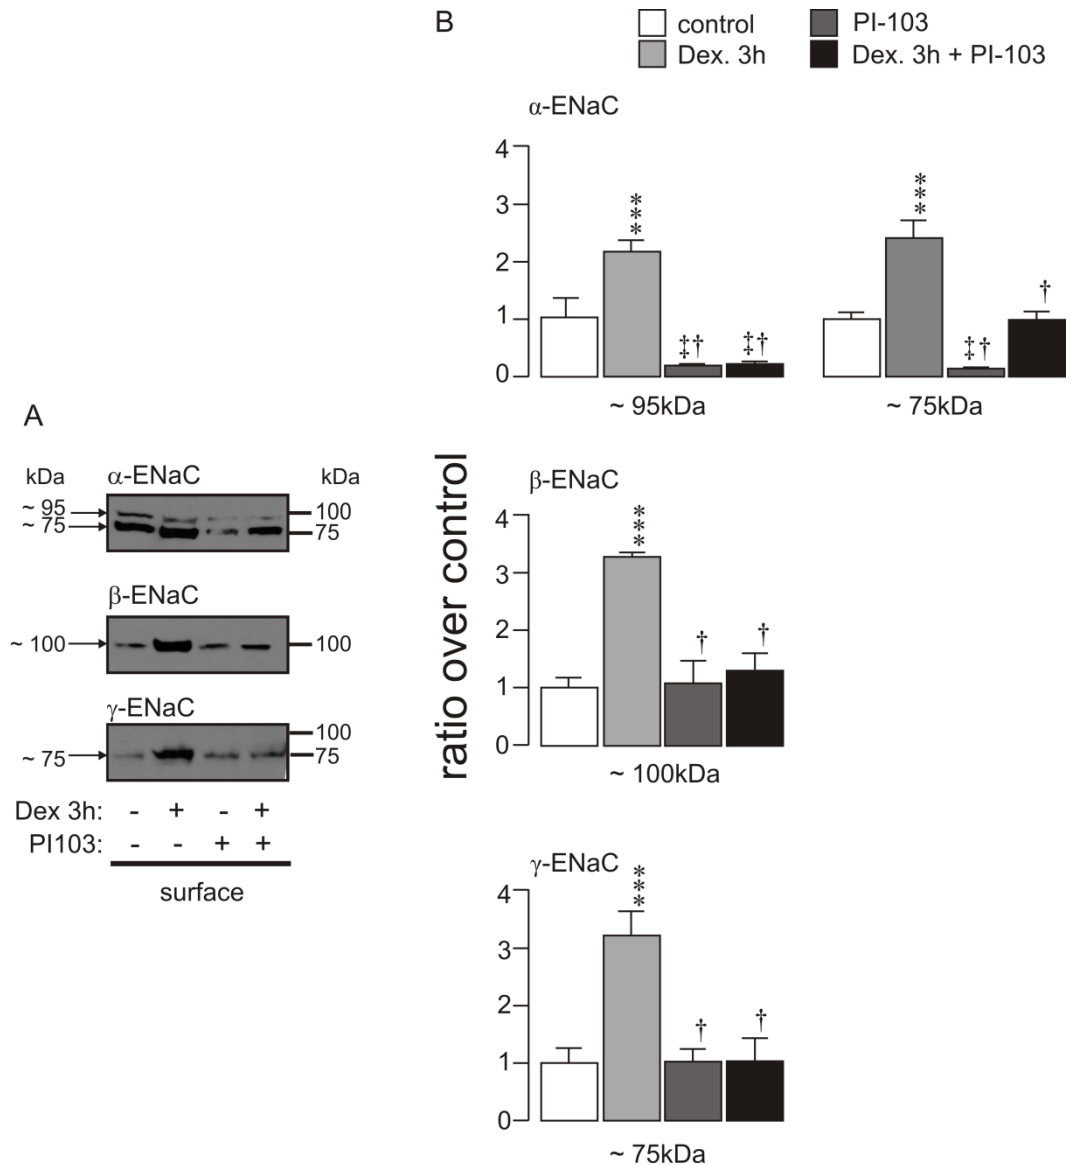 B
control
PI-103
Dex. 3h
Dex. 3h + PI-103
α-ENaC
4
3
2
1
0
***
‡†
‡†
~ 95kDa
***
‡†
†
~ 75kDa
A
kDa
α-ENaC
kDa
~ 95
100
~ 75
75
β-ENaC
~ 100
100
γ-ENaC
100
~ 75
75
Dex 3h: - + - +
PI103: - - + +
surface
ratio over control
β-ENaC
4
3
2
1
0
***
†
†
~ 100kDa
γ-ENaC
4
3
2
1
0
***
†
†
~ 75kDa